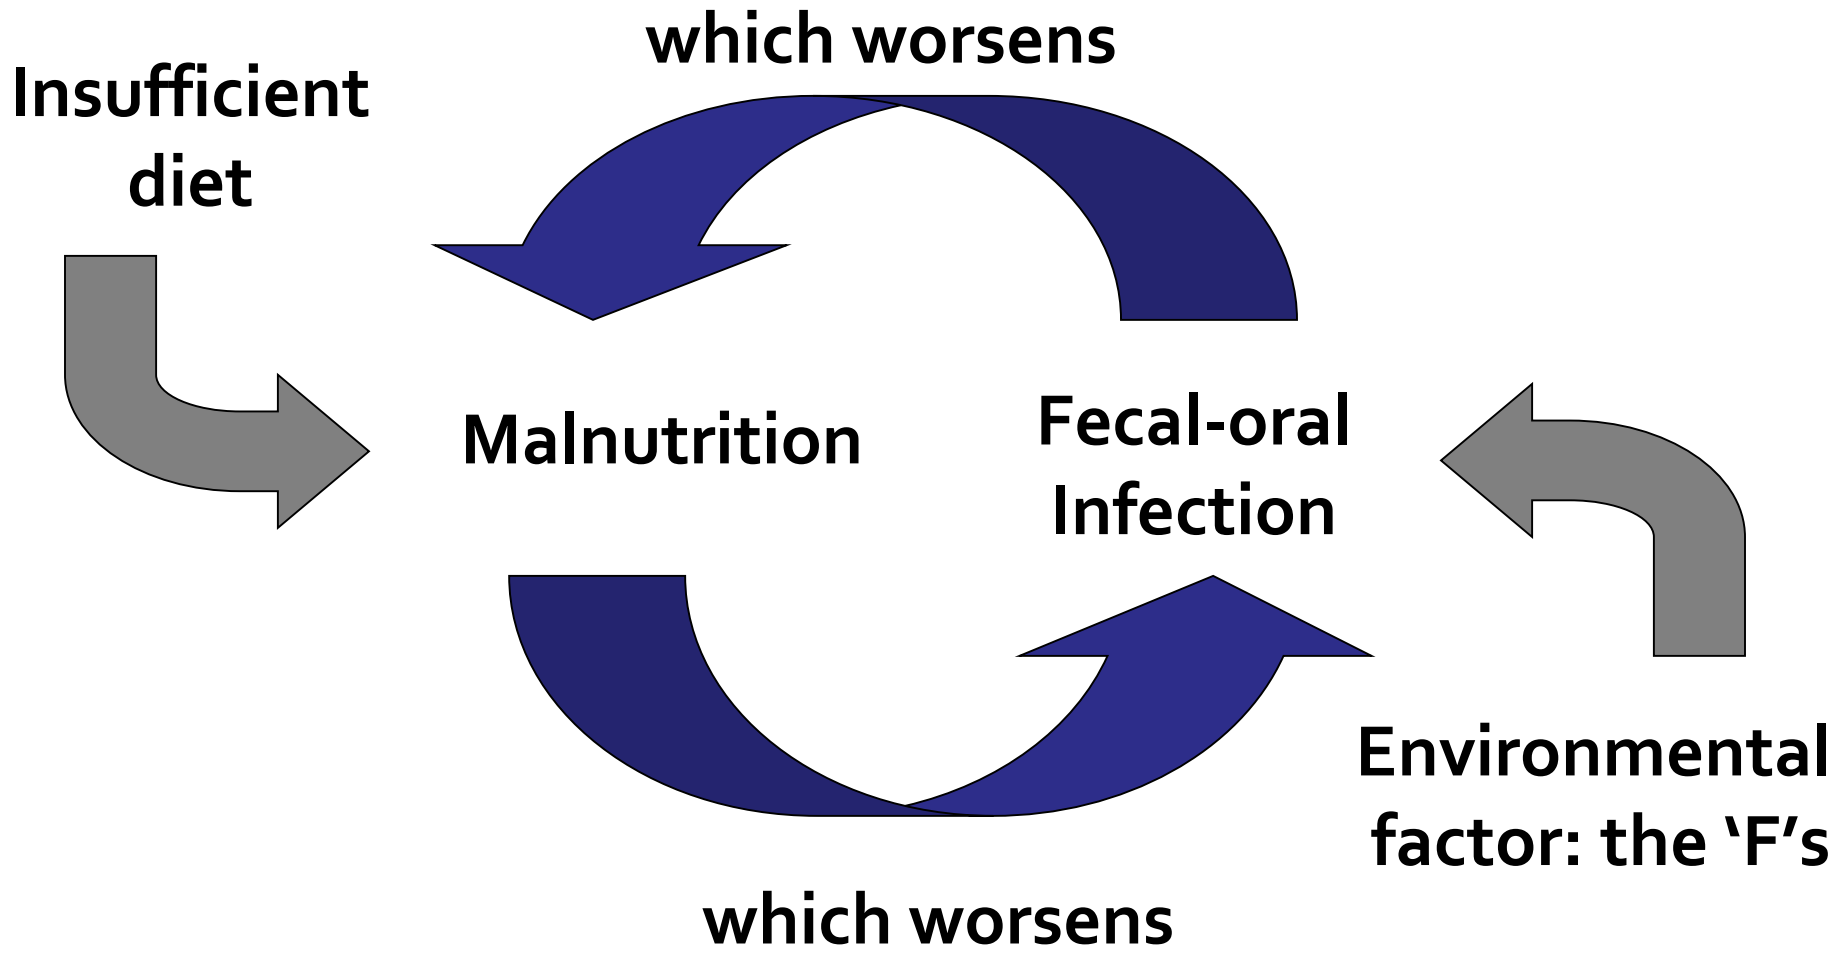 which worsens
Insufficient
diet
Malnutrition
Fecal-oral
Infection
Environmental
factor: the ‘F’s
which worsens